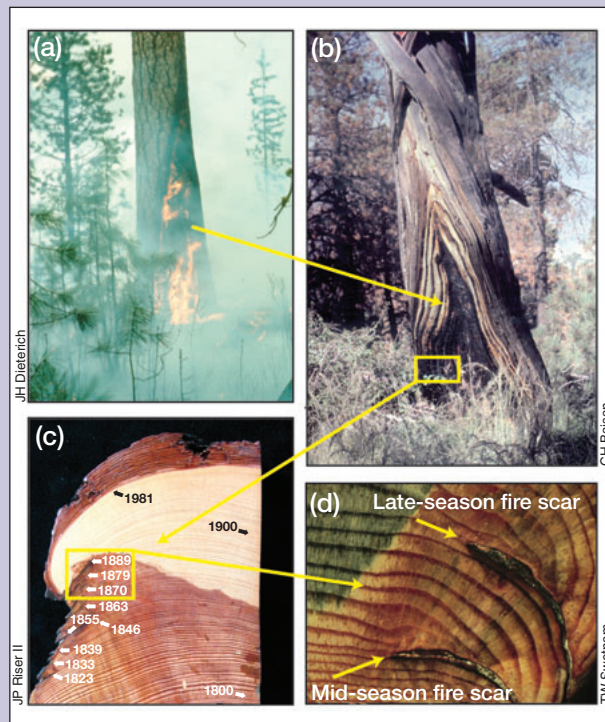 (a)
JH Dieterich
(b)
(c)
1981
1900
1889
1879
1870
1863
1855
1846
1839
1833
1823
1800
JP Riser II
(d)
Late-season fire scar
Mid-season fire scar